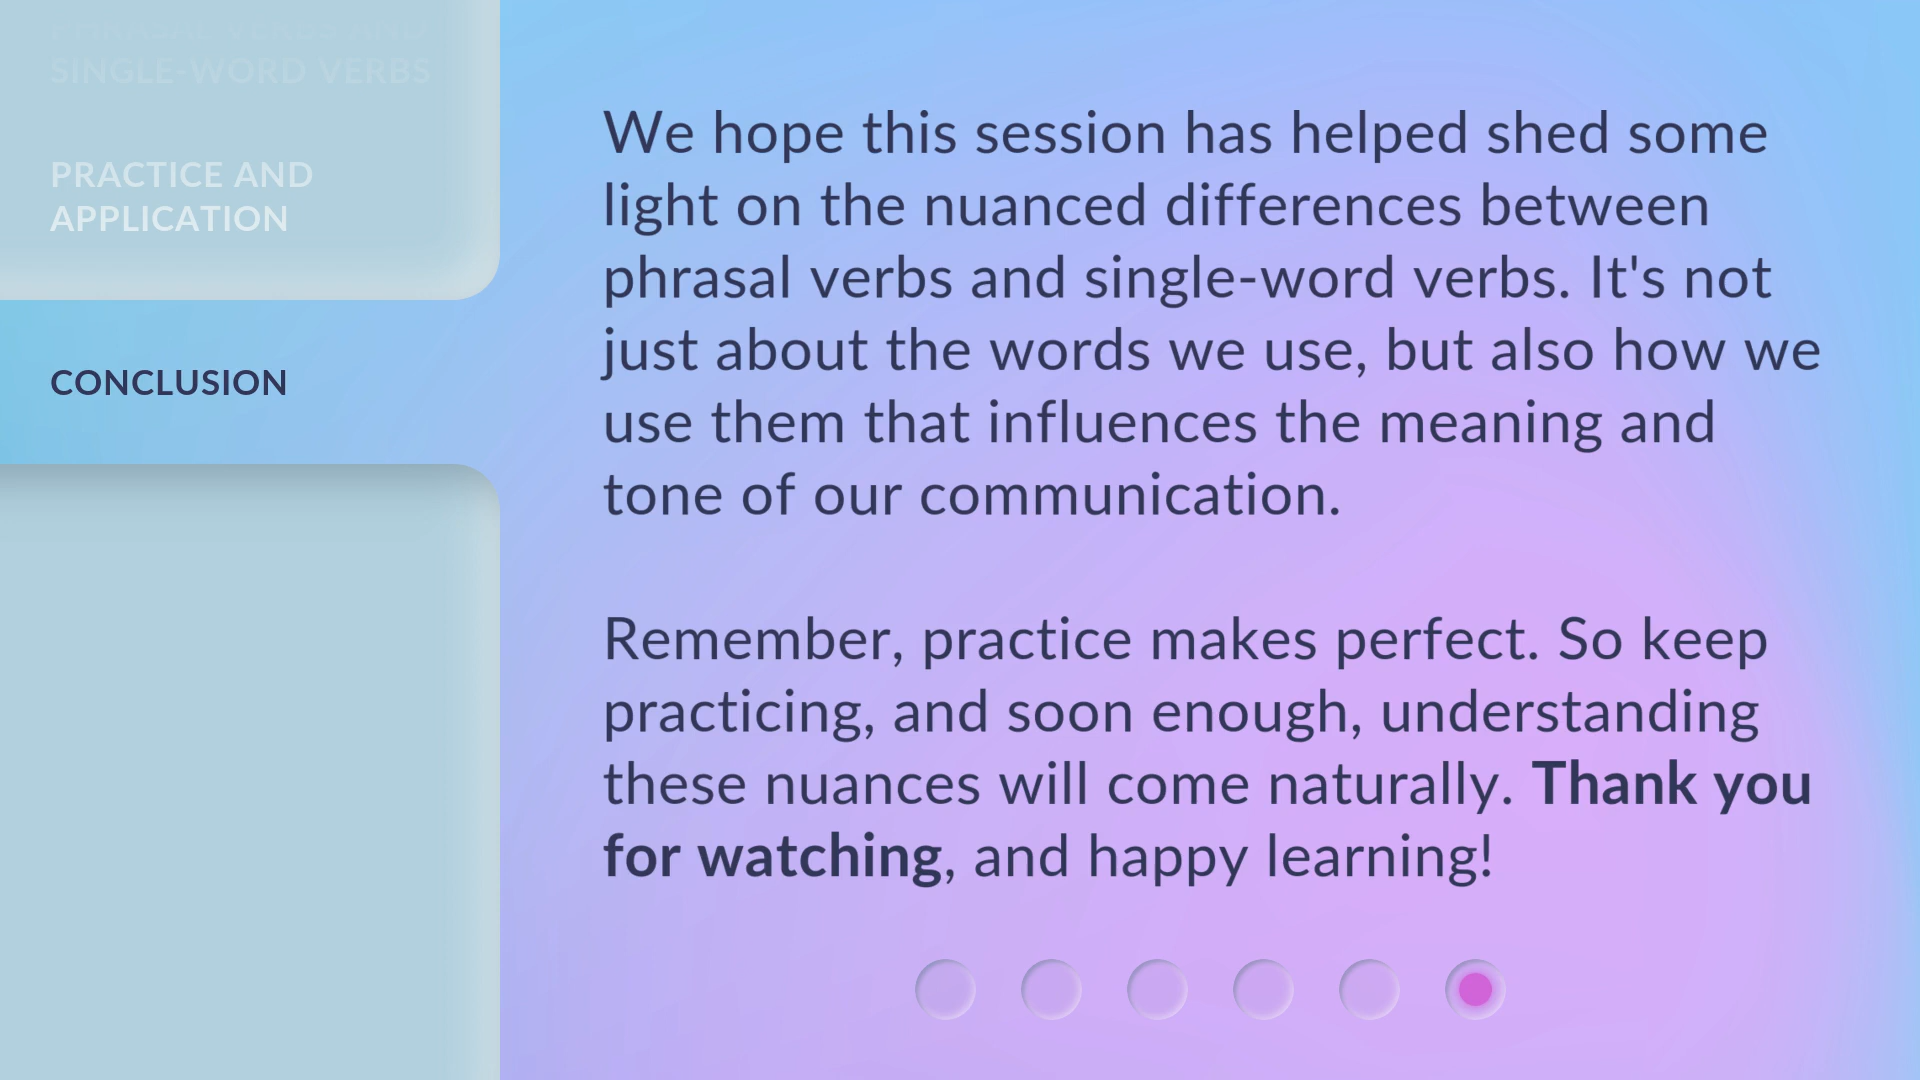 PHRASAL VERBS AND
SINGLE-WORD VERBS
PRACTICE AND
APPLICATION
CONCLUSION
We hope this session has helped shed some
light on the nuanced differences between
phrasal verbs and single-word verbs. It's not
just about the words we use, but also how we
use them that influences the meaning and
tone of our communication.
Remember, practice makes perfect. So keep
practicing, and soon enough, understanding
these nuances will come naturally. Thank you
for watching, and happy learning!